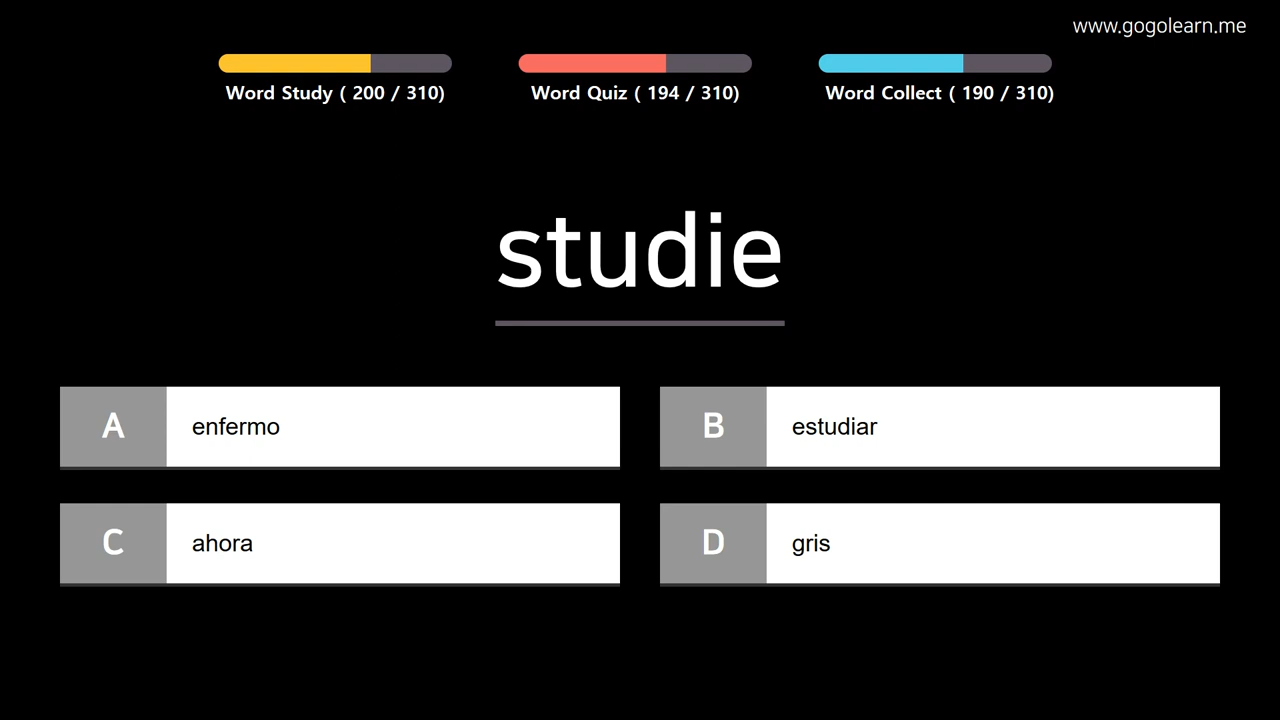 www.gogolearn.me
Word Study ( 200 / 310)
Word Quiz ( 194 / 310)
Word Collect ( 190 / 310)
studie
A enfermo
B estudiar
C ahora
D gris